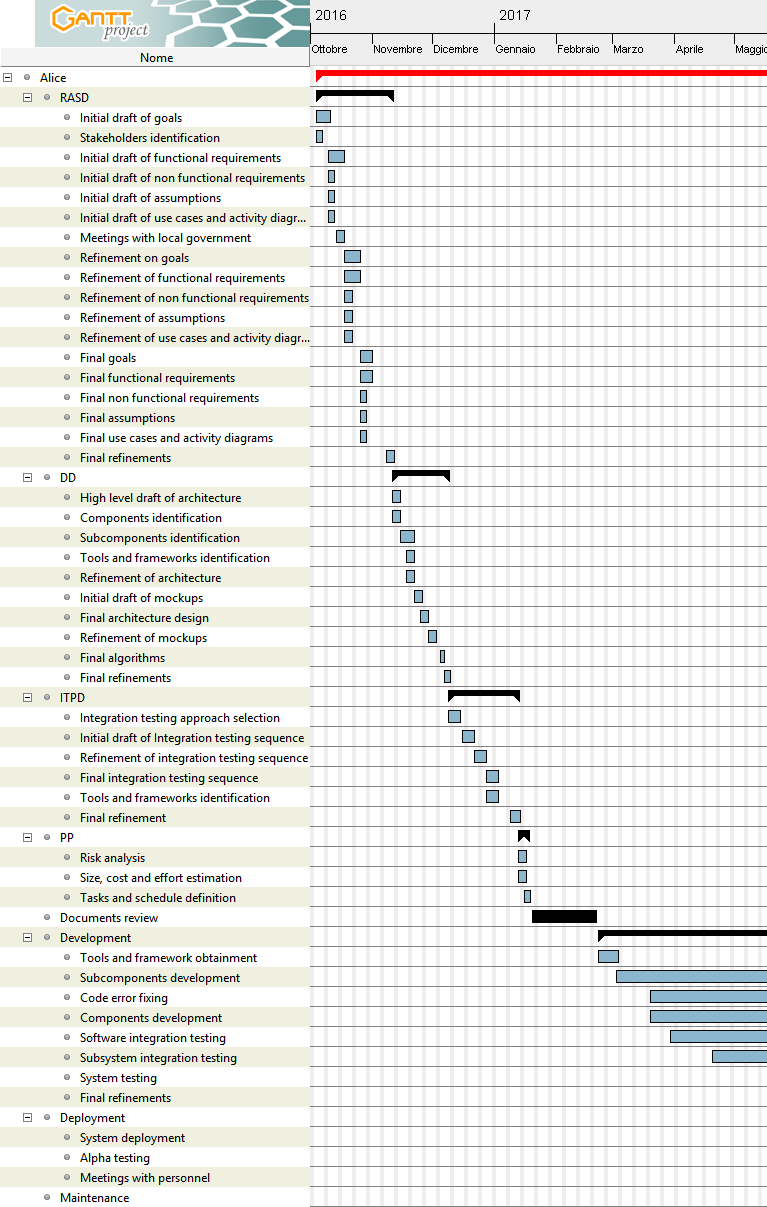 GANTT
project
2016
2017
Ottobre
Novembre
Dicembre
Gennaio
Febbraio
Marzo
Aprile
Maggio
Nome
Alice
RASD
Initial draft of goals
Stakeholders identification
Initial draft of functional requirements
Initial draft of non functional requirements
Initial draft of assumptions
Initial draft of use cases and activity diagr...
Meetings with local government
Refinement on goals
Refinement of functional requirements
Refinement of non functional requirements
Refinement of assumptions
Refinement of use cases and activity diagr...
Final goals
Final functional requirements
Final non functional requirements
Final assumptions
Final use cases and activity diagrams
Final refinements
DD
High level draft of architecture
Components identification
Subcomponents identification
Tools and frameworks identification
Refinement of architecture
Initial draft of mockups
Final architecture design
Refinement of mockups
Final algorithms
Final refinements
ITPD
Integration testing approach selection
Initial draft of Integration testing sequence
Refinement of integration testing sequence
Final integration testing sequence
Tools and frameworks identification
Final refinement
PP
Risk analysis
Size, cost and effort estimation
Tasks and schedule definition
Documents review
Development
Tools and framework obtainment
Subcomponents development
Code error fixing
Components development
Software integration testing
Subsystem integration testing
System testing
Final refinements
Deployment
System deployment
Alpha testing
Meetings with personnel
Maintenance